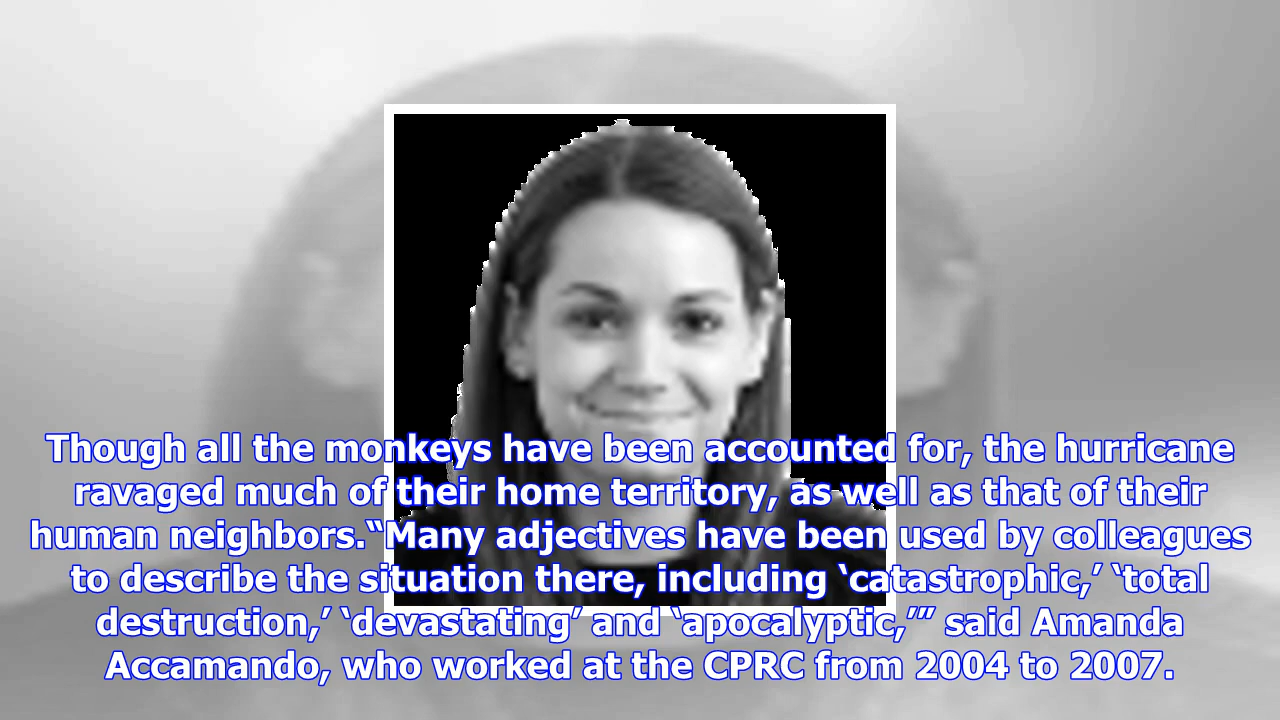 Though all the monkeys have been accounted for, the hurricane
ravaged much of their home territory, as well as that of their
human neighbors.“Many adjectives have been used by colleagues
to describe the situation there, including ‘catastrophic,’ ‘total
destruction,’ ‘devastating’ and ‘apocalyptic,’” said Amanda
Accamando, who worked at the CPRC from 2004 to 2007.